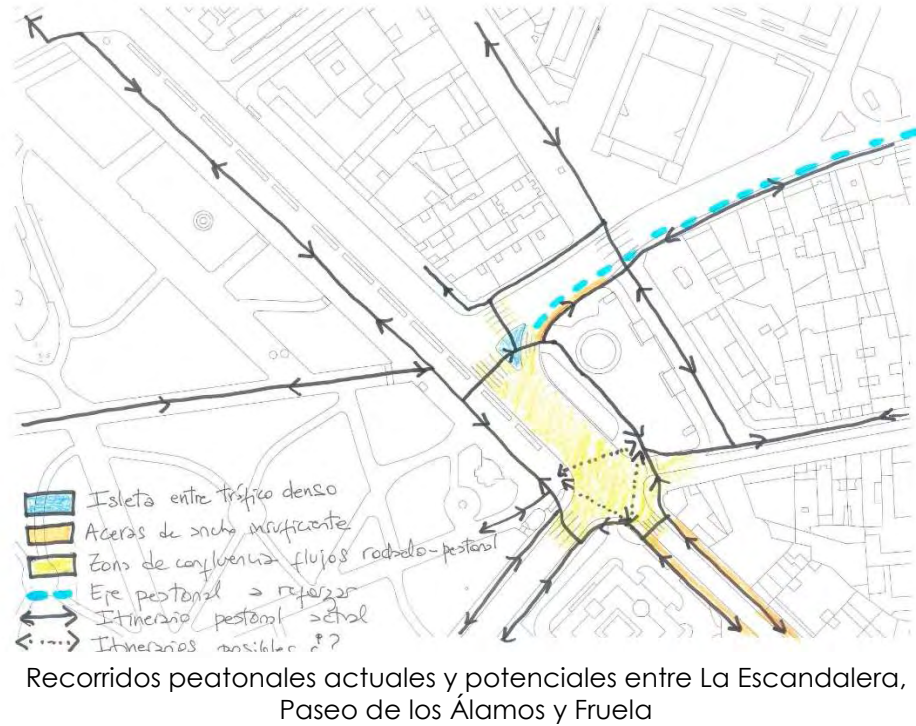 Isleta entre tráfico denso
Aceras de ancho insuficiente
Zona de confluencia flujos rodado-peatonal
Eje peatonal a reforzar
Itinerario peatonal actual
Itinerarios posibles ¿?
Recorridos peatonales actuales y potenciales entre La Escandalera,
Paseo de los Álamos y Fruela